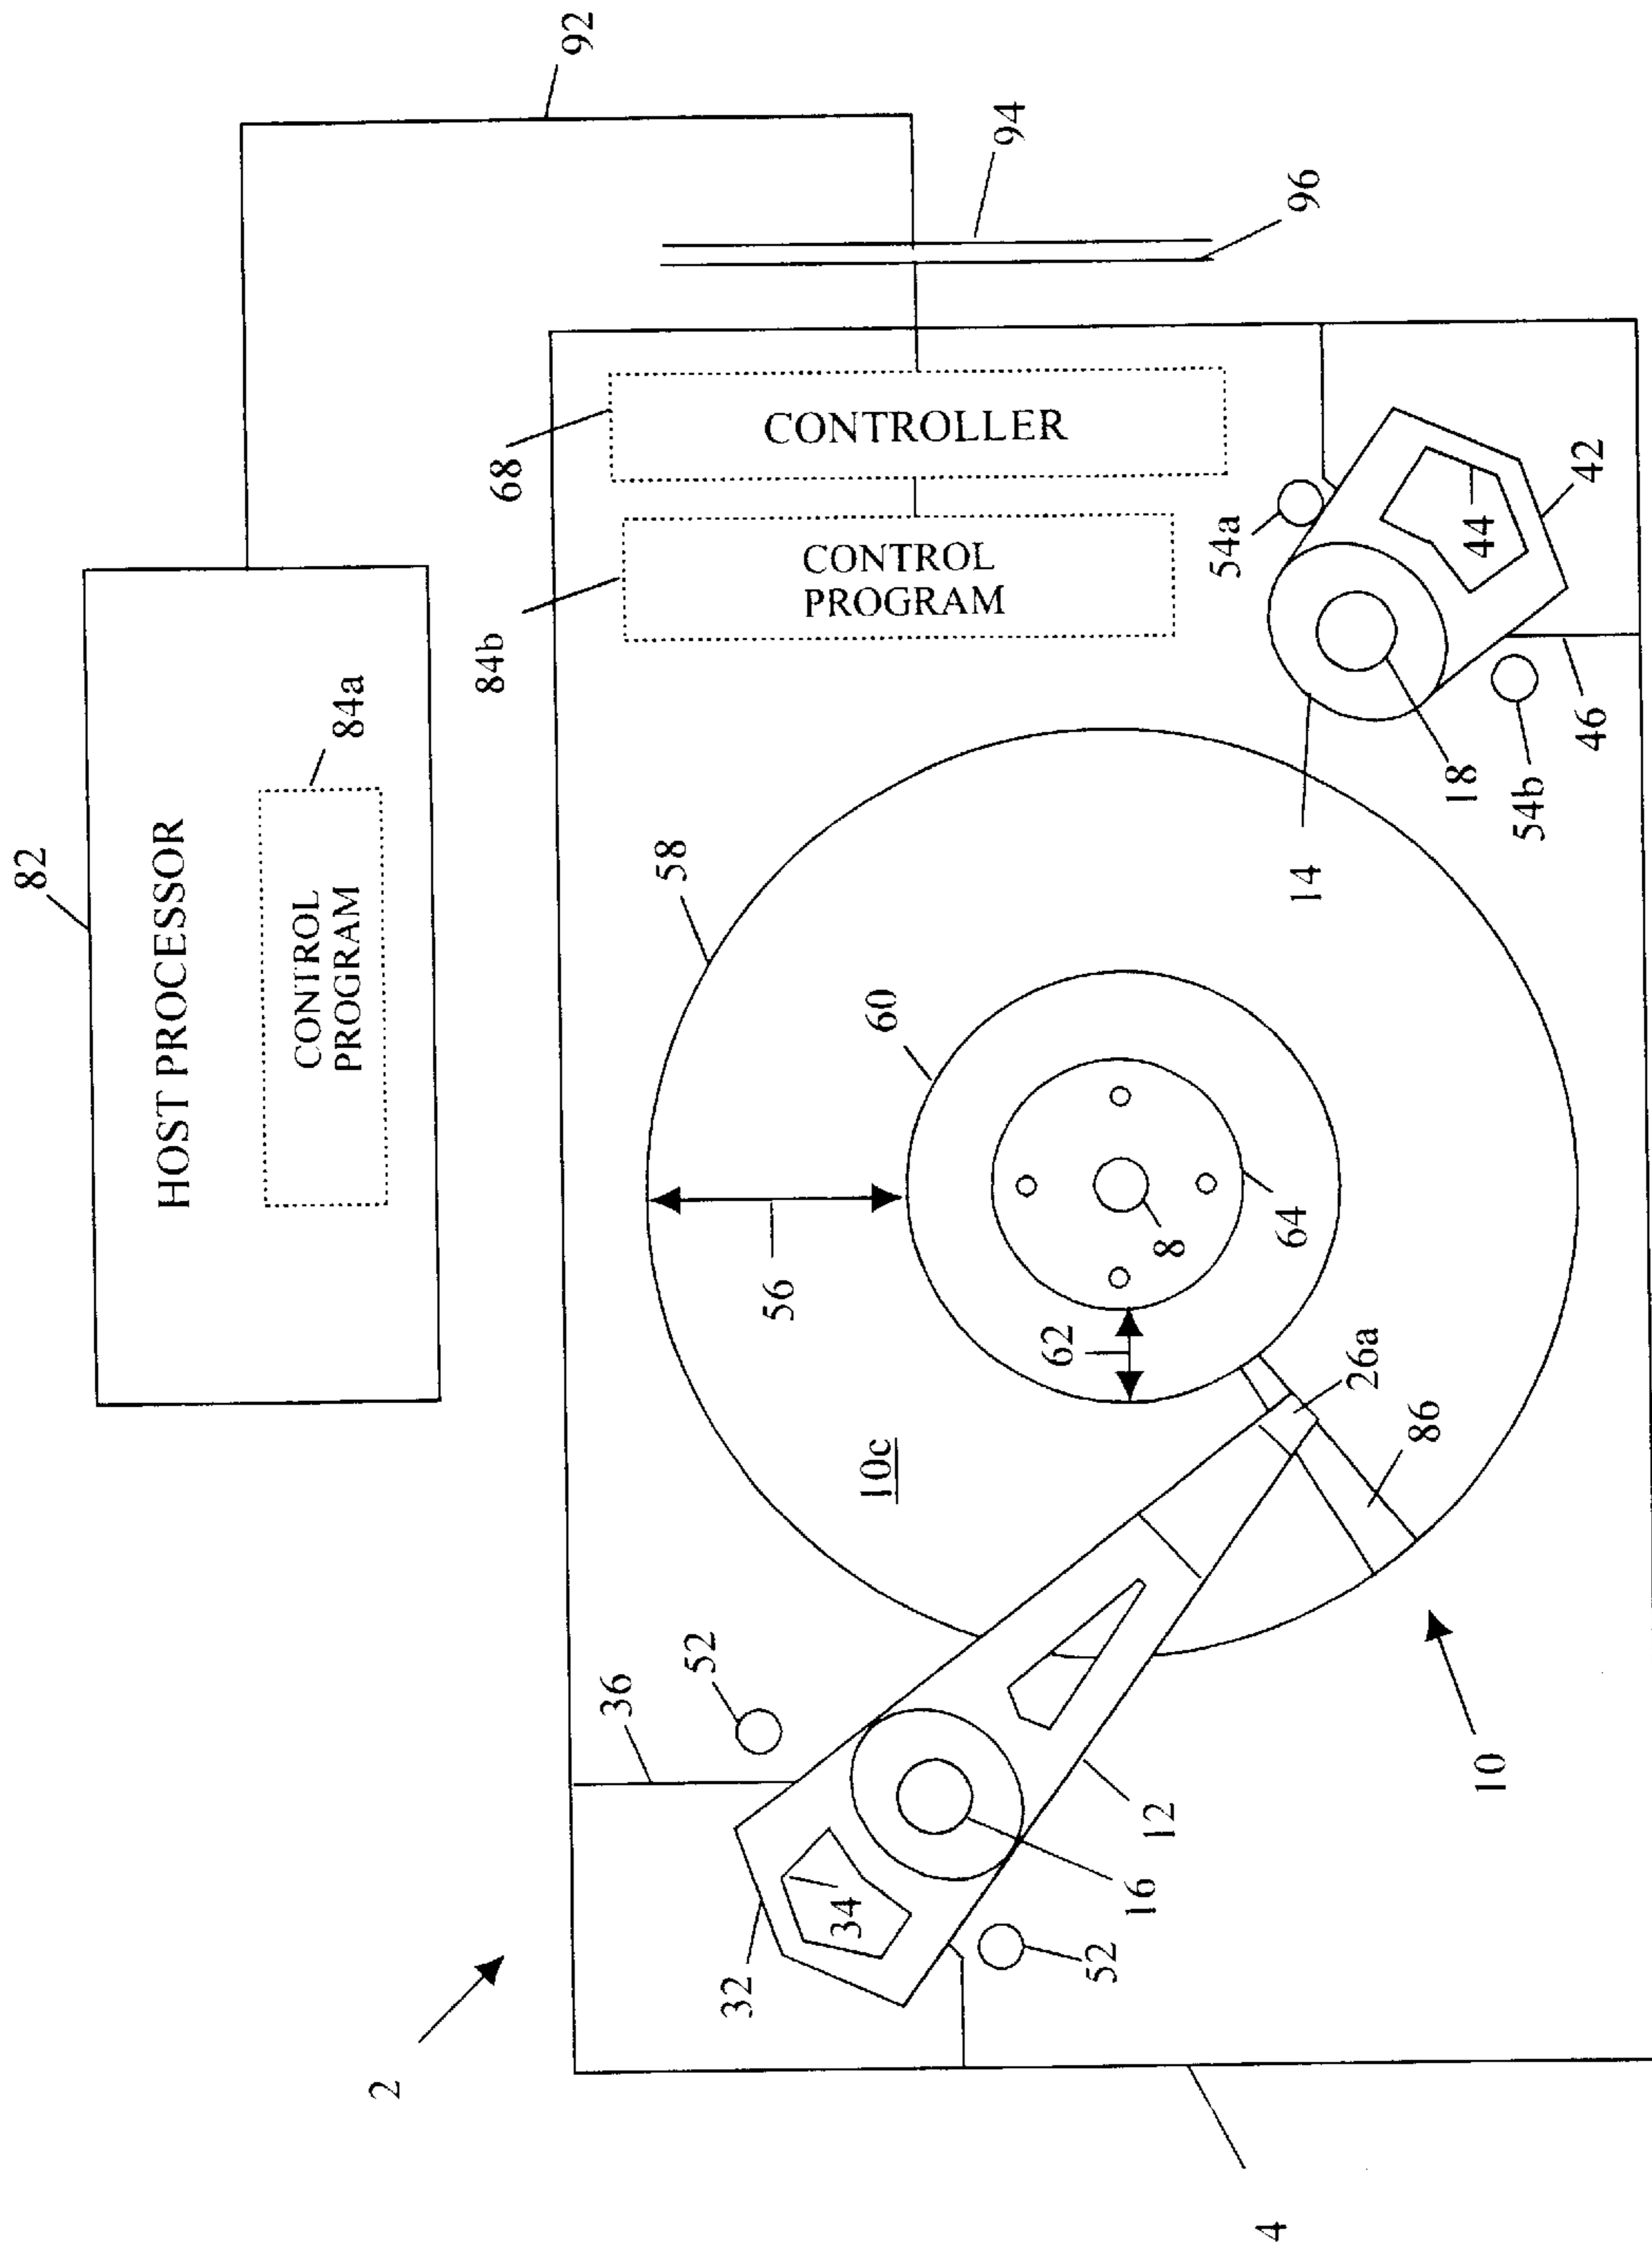 82
HOST PROCESSOR
CONTROL
PROGRAM
84a
92
94
96
2
4
68
CONTROLLER
84b
CONTROL
PROGRAM
58
60
56
62
64
8
10c
26a
86
10
12
16
52
52
36
32
34
54a
54b
14
18
42
44
46